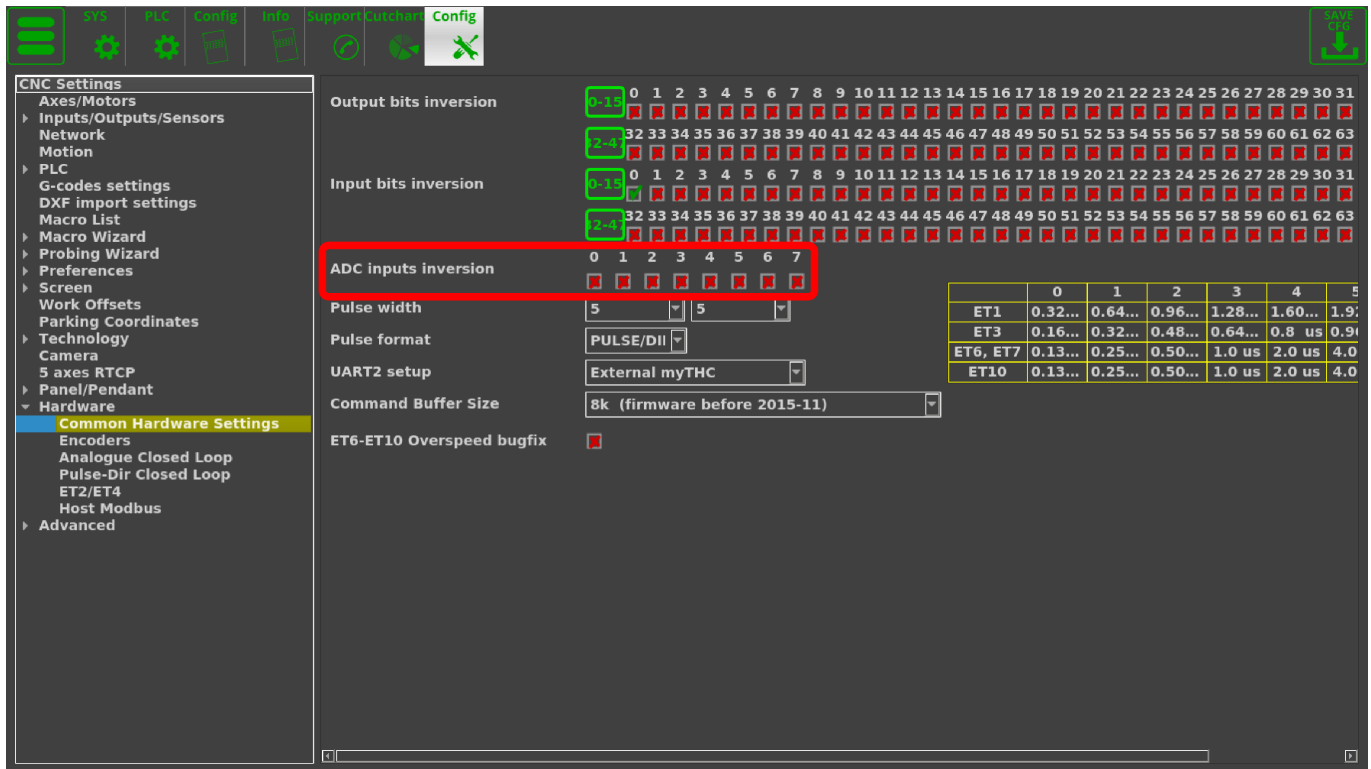 SYS PLC Config Info Support Cutchart Config SAVE CFG
CNC Settings
Axes/Motors
Inputs/Outputs/Sensors
Network
Motion
PLC
G-codes settings
DXF import settings
Macro List
Macro Wizard
Probing Wizard
Preferences
Screen
Work Offsets
Parking Coordinates
Technology
Camera
5 axes RTCP
Panel/Pendant
Hardware
Common Hardware Settings
Encoders
Analogue Closed Loop
Pulse-Dir Closed Loop
ET2/ET4
Host Modbus
Advanced
0 1 2 3 4 5 6 7 8 9 10 11 12 13 14 15 16 17 18 19 20 21 22 23 24 25 26 27 28 29 30 31
Output bits inversion 0-15
32 33 34 35 36 37 38 39 40 41 42 43 44 45 46 47 48 49 50 51 52 53 54 55 56 57 58 59 60 61 62 63
2-47
0 1 2 3 4 5 6 7 8 9 10 11 12 13 14 15 16 17 18 19 20 21 22 23 24 25 26 27 28 29 30 31
Input bits inversion 0-15
32 33 34 35 36 37 38 39 40 41 42 43 44 45 46 47 48 49 50 51 52 53 54 55 56 57 58 59 60 61 62 63
2-47
0 1 2 3 4 5 6 7
ADC inputs inversion
Pulse width 5 5
Pulse format PULSE/DII
UART2 setup External myTHC
Command Buffer Size 8k (firmware before 2015-11)
ET6-ET10 Overspeed bugfix
0 1 2 3 4 5
ET1 0.32... 0.64... 0.96... 1.28... 1.60... 1.92
ET3 0.16... 0.32... 0.48... 0.64... 0.8 us 0.96
ET6, ET7 0.13... 0.25... 0.50... 1.0 us 2.0 us 4.0
ET10 0.13... 0.25... 0.50... 1.0 us 2.0 us 4.0